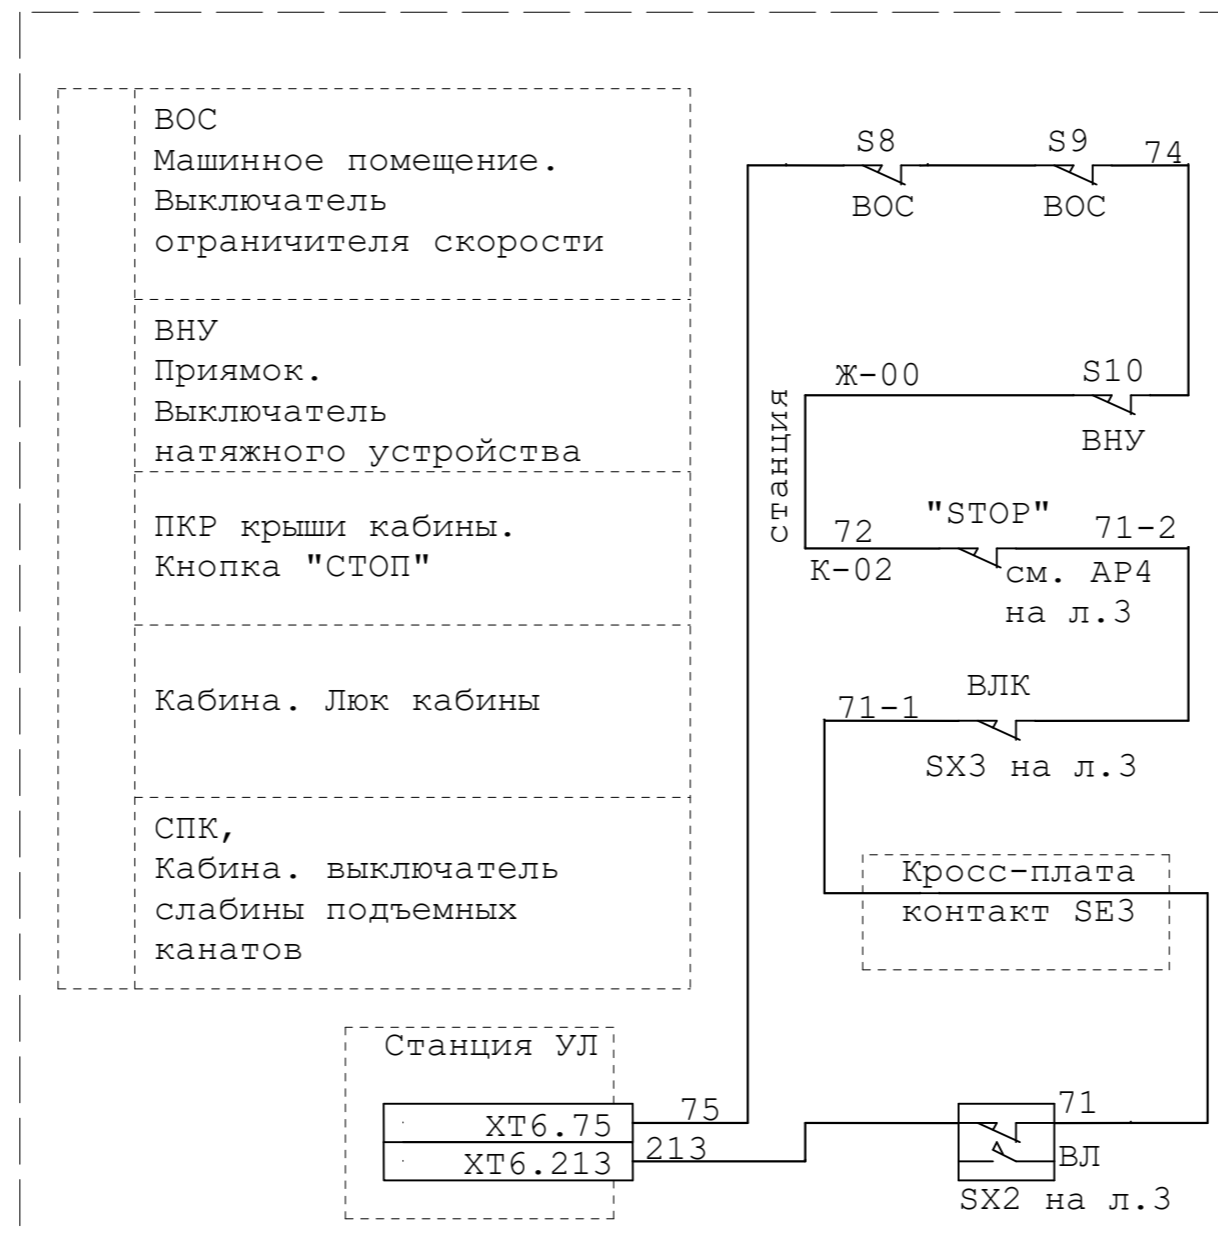 ВОС
Машинное помещение.
Выключатель
ограничителя скорости
ВНУ
Приямок.
Выключатель
натяжного устройства
ПКР крыши кабины.
Кнопка "СТОП"
Кабина. Люк кабины
СПК,
Кабина. выключатель
слабины подъемных
канатов
S8
S9
74
ВОС
ВОС
Ж-00
S10
ВНУ
станция
72
"STOP"
71-2
К-02
см. АР4
на л.3
ВЛК
71-1
SX3 на л.3
Кросс-плата
контакт SE3
Станция УЛ
XT6.75
75
XT6.213
213
71
ВЛ
SX2 на л.3